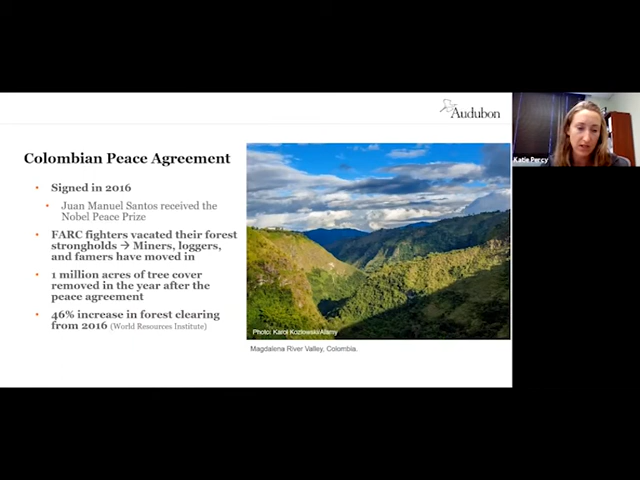 Audubon
Katie Percy
Colombian Peace Agreement
• Signed in 2016
• Juan Manuel Santos received the
Nobel Peace Prize
• FARC fighters vacated their forest
strongholds → Miners, loggers,
and famers have moved in
• 1 million acres of tree cover
removed in the year after the
peace agreement
• 46% increase in forest clearing
from 2016 (World Resources Institute)
Photo: Karol Kozlowski/Alamy
Magdalena River Valley, Colombia.